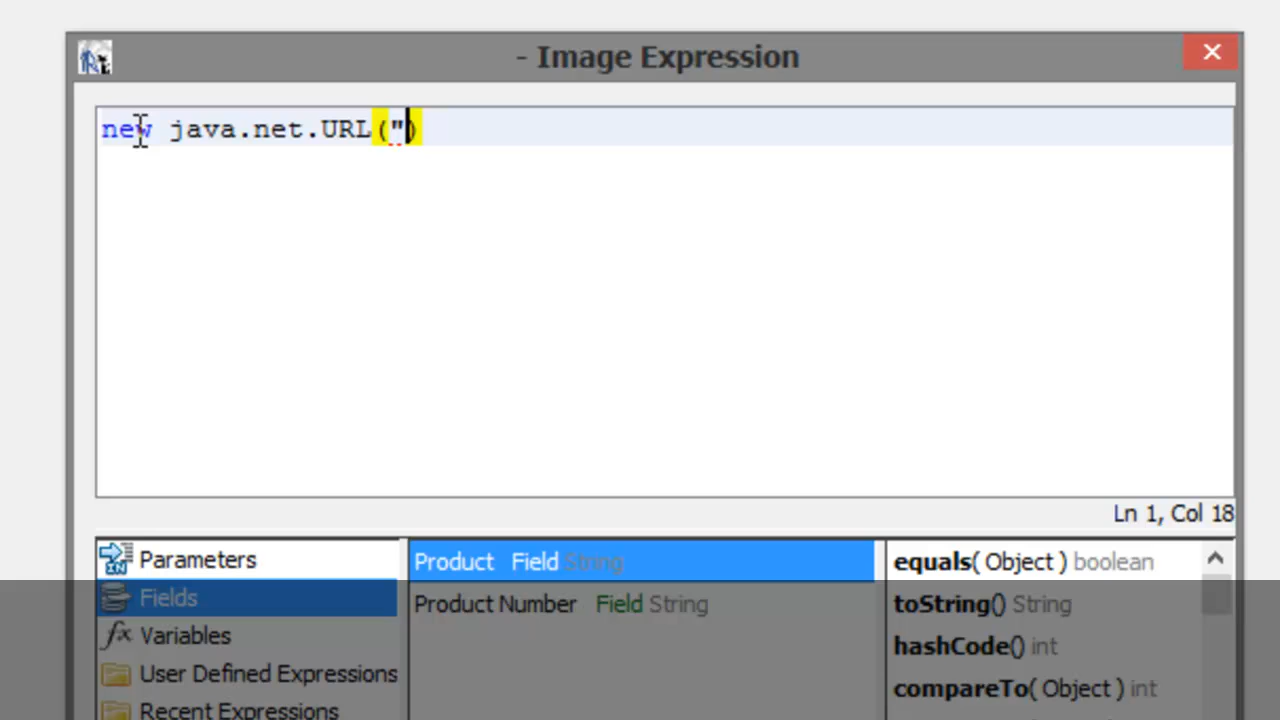 - Image Expression
new java.net.URL(")
Ln 1, Col 18
Parameters
Fields
Variables
User Defined Expressions
Recent Expressions
Product Field String
Product Number Field String
equals( Object ) boolean
toString() String
hashCode() int
compareTo( Object ) int